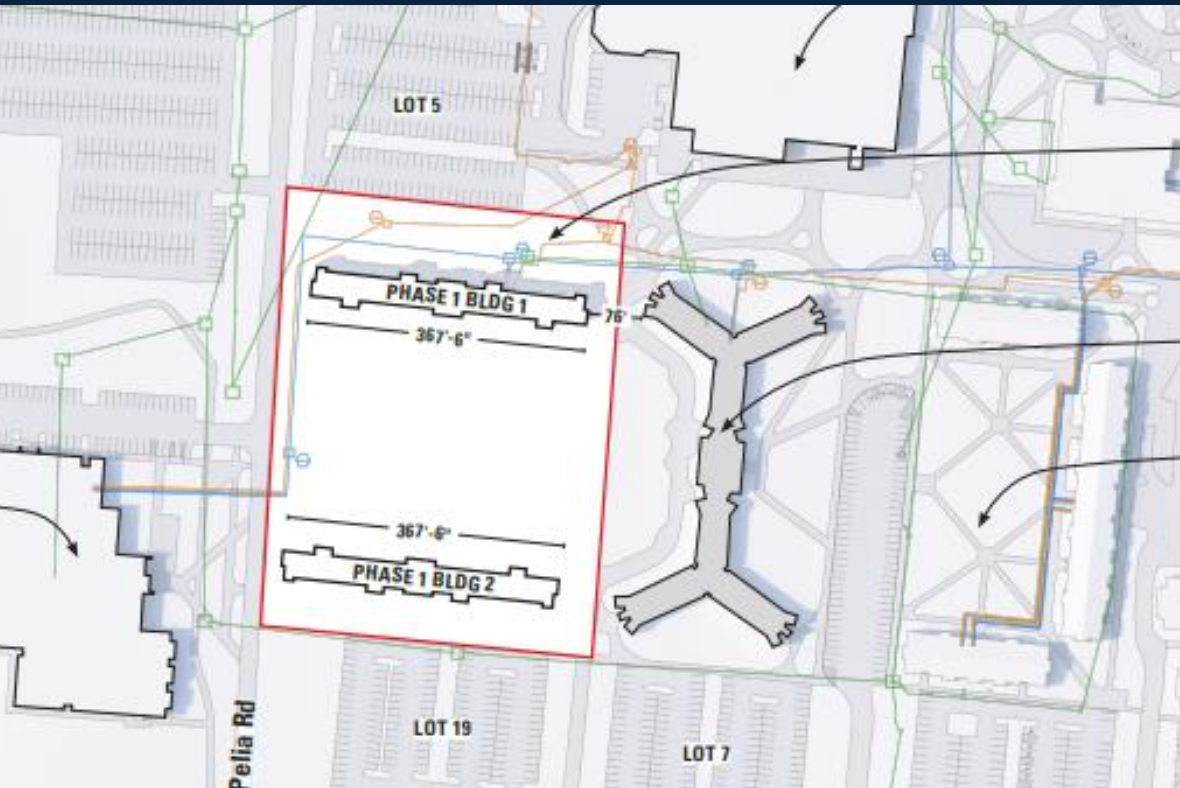 LOT 5
PHASE 1 BLDG 1
76'
367'-6"
367'-6"
PHASE 1 BLDG 2
Pelia Rd
LOT 19
LOT 7